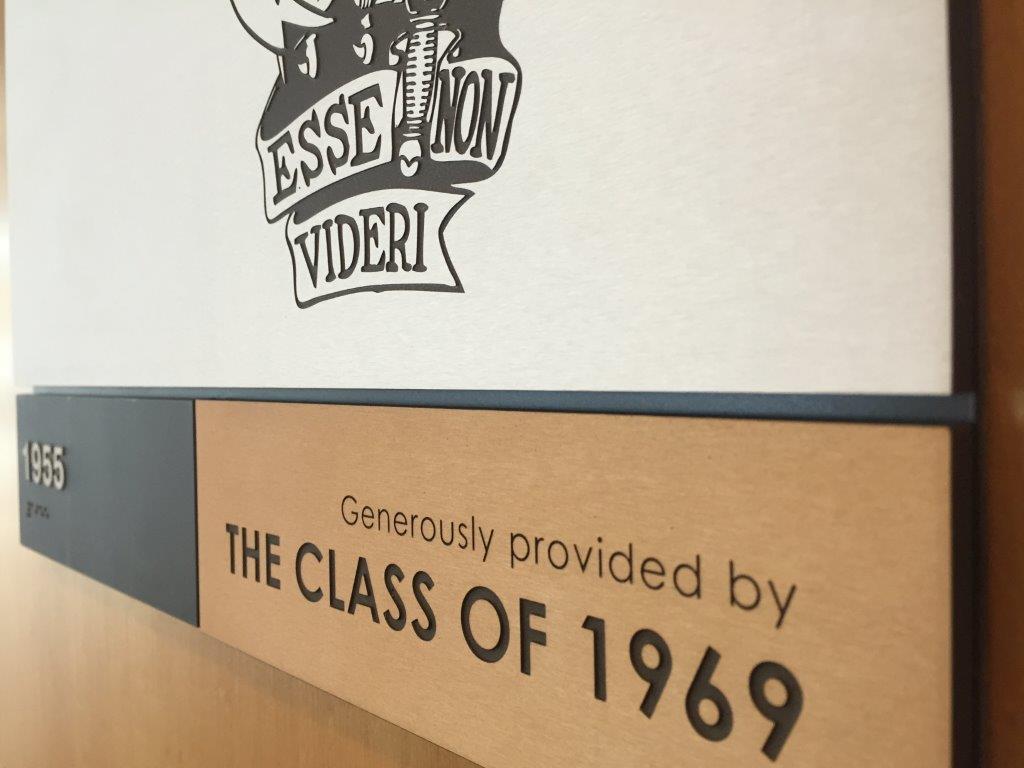 ESSE NON
VIDERI
1955
Generously provided by
THE CLASS OF 1969